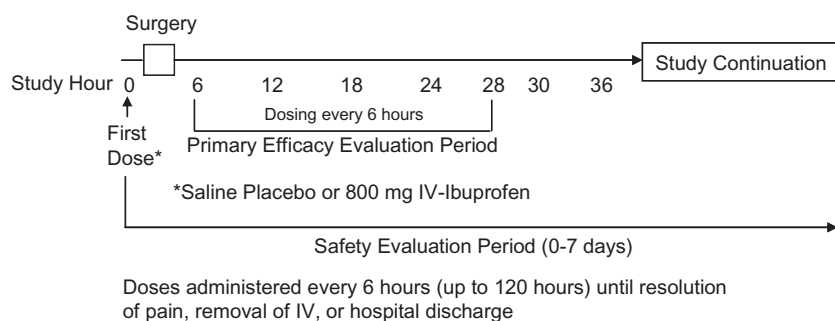 Surgery
Study Continuation
Study Hour 0 6 12 18 24 28 30 36
Dosing every 6 hours
First
Dose*
Primary Efficacy Evaluation Period
*Saline Placebo or 800 mg IV-Ibuprofen
Safety Evaluation Period (0-7 days)
Doses administered every 6 hours (up to 120 hours) until resolution
of pain, removal of IV, or hospital discharge